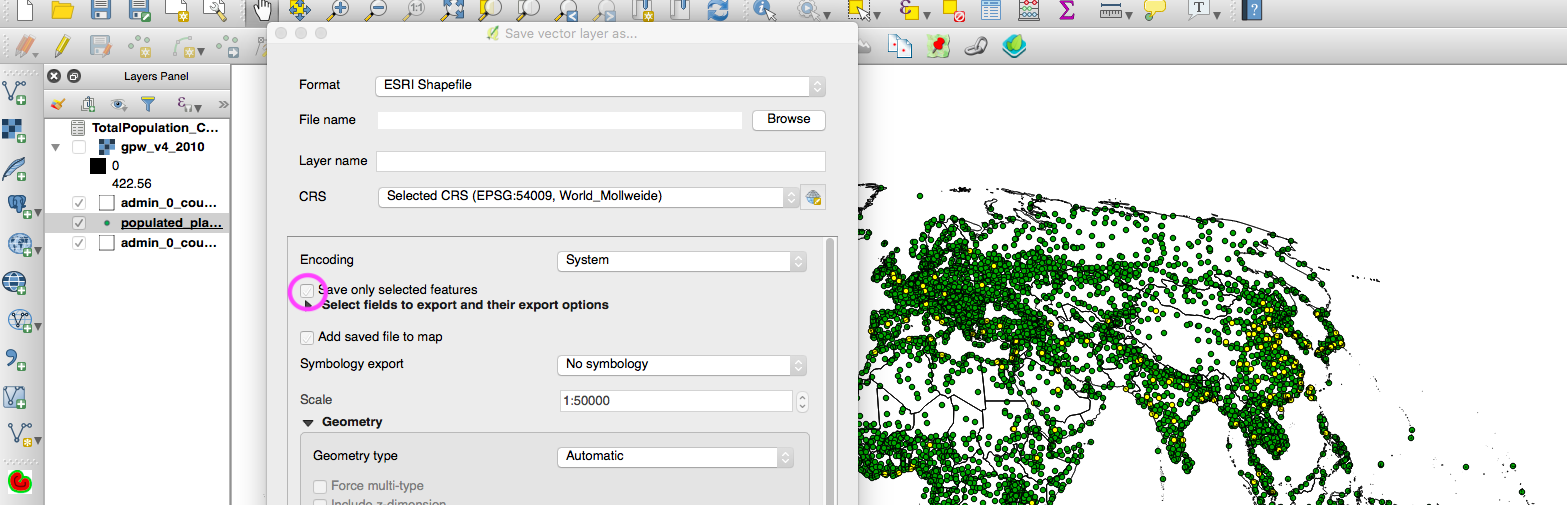 1:1
Σ
T
?
Save vector layer as...
Layers Panel
ε
Format
ESRI Shapefile
File name
Browse
TotalPopulation_C...
gpw_v4_2010
0
422.56
admin_0_cou...
populated_pla...
admin_0_cou...
Layer name
CRS
Selected CRS (EPSG:54009, World_Mollweide)
Encoding
System
Save only selected features
Select fields to export and their export options
Add saved file to map
Symbology export
No symbology
Scale
1:50000
Geometry
Geometry type
Automatic
Force multi-type
Include z-dimension